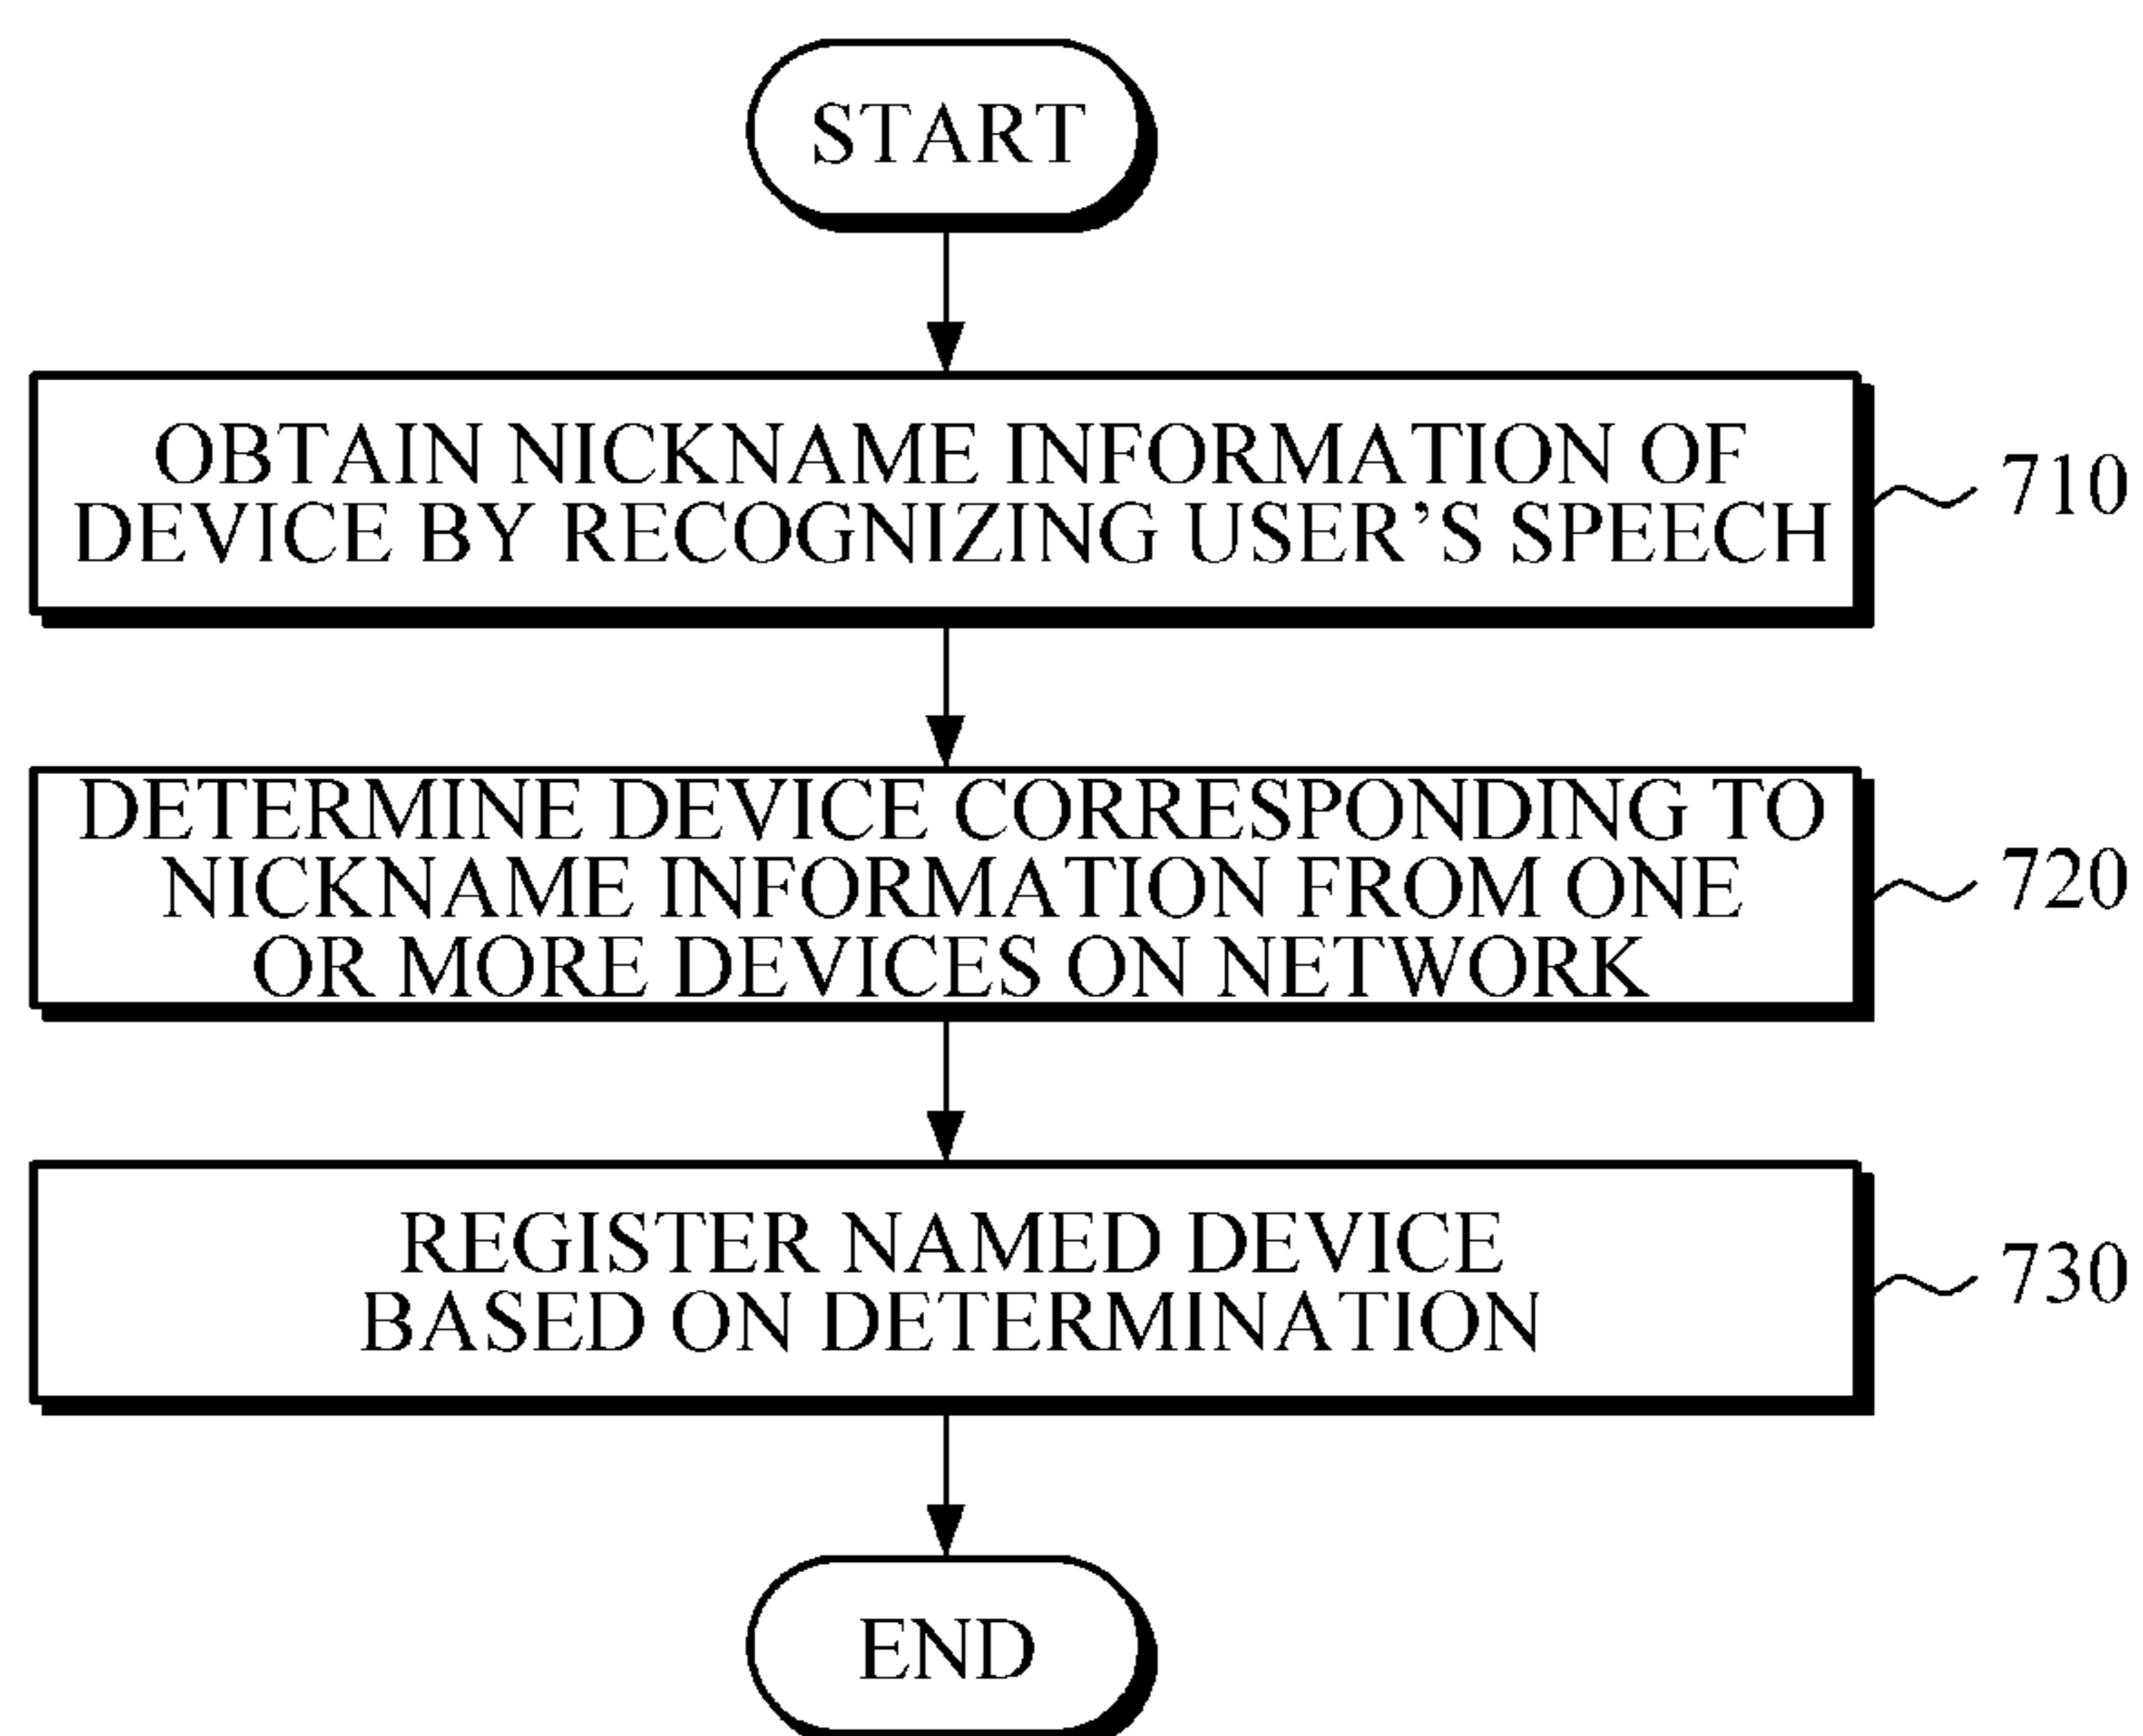 START
OBTAIN NICKNAME INFORMATION OF
DEVICE BY RECOGNIZING USER’S SPEECH
710
DETERMINE DEVICE CORRESPONDING TO
NICKNAME INFORMATION FROM ONE
OR MORE DEVICES ON NETWORK
720
REGISTER NAMED DEVICE
BASED ON DETERMINATION
730
END